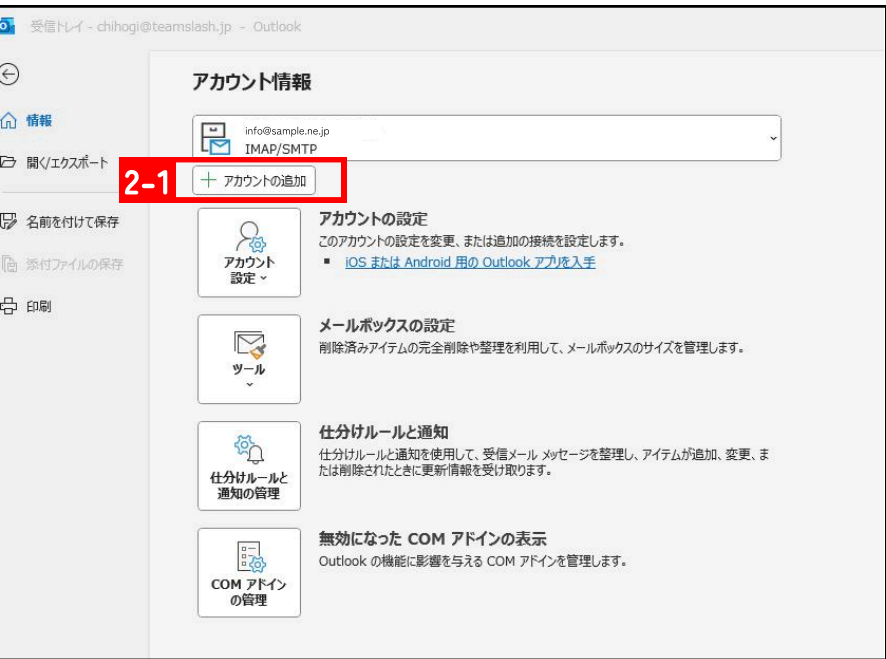 受信トレイ - chihogi@teamslash.jp - Outlook
アカウント情報
情報
info@sample.ne.jp
IMAP/SMTP
開く/エクスポート
2-1
アカウントの追加
名前を付けて保存
アカウント
設定
アカウントの設定
このアカウントの設定を変更、または追加の接続を設定します。
iOS または Android 用の Outlook アプリを入手
添付ファイルの保存
印刷
ツール
メールボックスの設定
削除済みアイテムの完全削除や整理を利用して、メールボックスのサイズを管理します。
仕分けルールと
通知の管理
仕分けルールと通知
仕分けルールと通知を使用して、受信メール メッセージを整理し、アイテムが追加、変更、ま
たは削除されたときに更新情報を受け取ります。
COM アドイン
の管理
無効になった COM アドインの表示
Outlook の機能に影響を与える COM アドインを管理します。